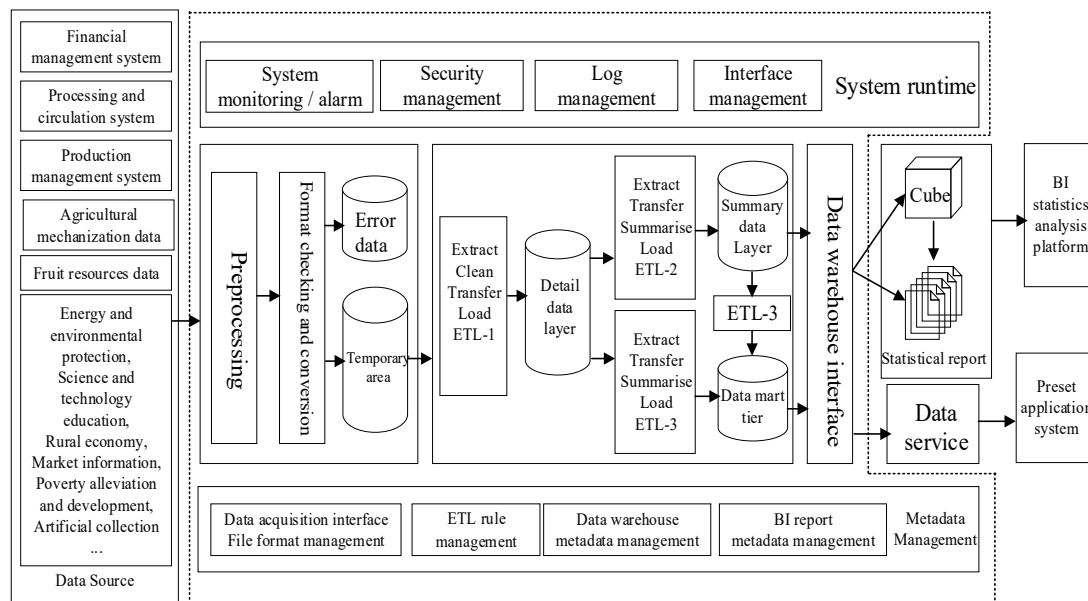 Financial
management system
Processing and
circulation system
Production
management system
Agricultural
mechanization data
Fruit resources data
Energy and
environmental
protection,
Science and
technology
education,
Rural economy,
Market information,
Poverty alleviation
and development,
Artificial collection
...
Data Source
System
monitoring / alarm
Security
management
Log
management
Interface
management
System runtime
Preprocessing
Format checking and conversion
Error
data
Temporary
area
Extract
Clean
Transfer
Load
ETL-1
Detail data
layer
Extract
Transfer
Summarise
Load
ETL-2
Summary
data
Layer
ETL-3
Extract
Transfer
Summarise
Load
ETL-3
Data mart
tier
Data warehouse interface
Cube
Statistical report
BI
statistics
analysis
platform
Data
service
Preset
application
system
Data acquisition interface
File format management
ETL rule
management
Data warehouse
metadata management
BI report
metadata management
Metadata
Management